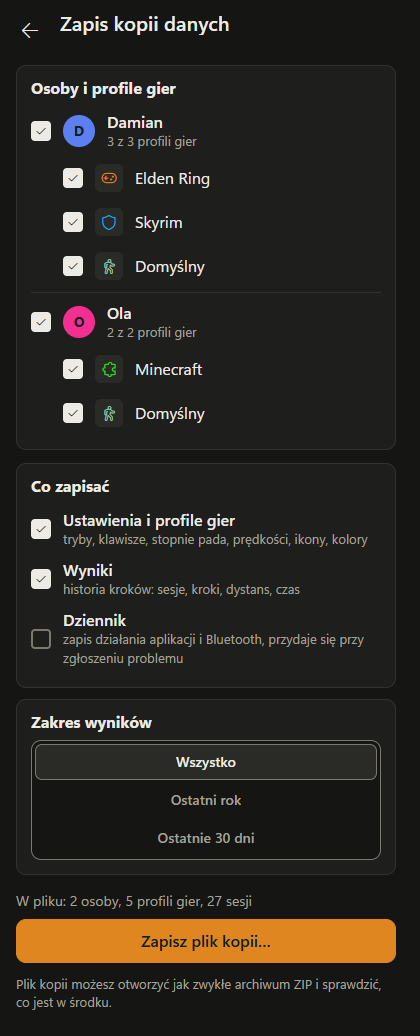 Zapis kopii danych
Osoby i profile gier
D
Damian
3 z 3 profili gier
Elden Ring
Skyrim
Domyślny
O
Ola
2 z 2 profili gier
Minecraft
Domyślny
Co zapisać
Ustawienia i profile gier
tryby, klawisze, stopnie pada, prędkości, ikony, kolory
Wyniki
historia kroków: sesje, kroki, dystans, czas
Dziennik
zapis działania aplikacji i Bluetooth, przydaje się przy
zgłoszeniu problemu
Zakres wyników
Wszystko
Ostatni rok
Ostatnie 30 dni
W pliku: 2 osoby, 5 profili gier, 27 sesji
Zapisz plik kopii...
Plik kopii możesz otworzyć jak zwykłe archiwum ZIP i sprawdzić,
co jest w środku.